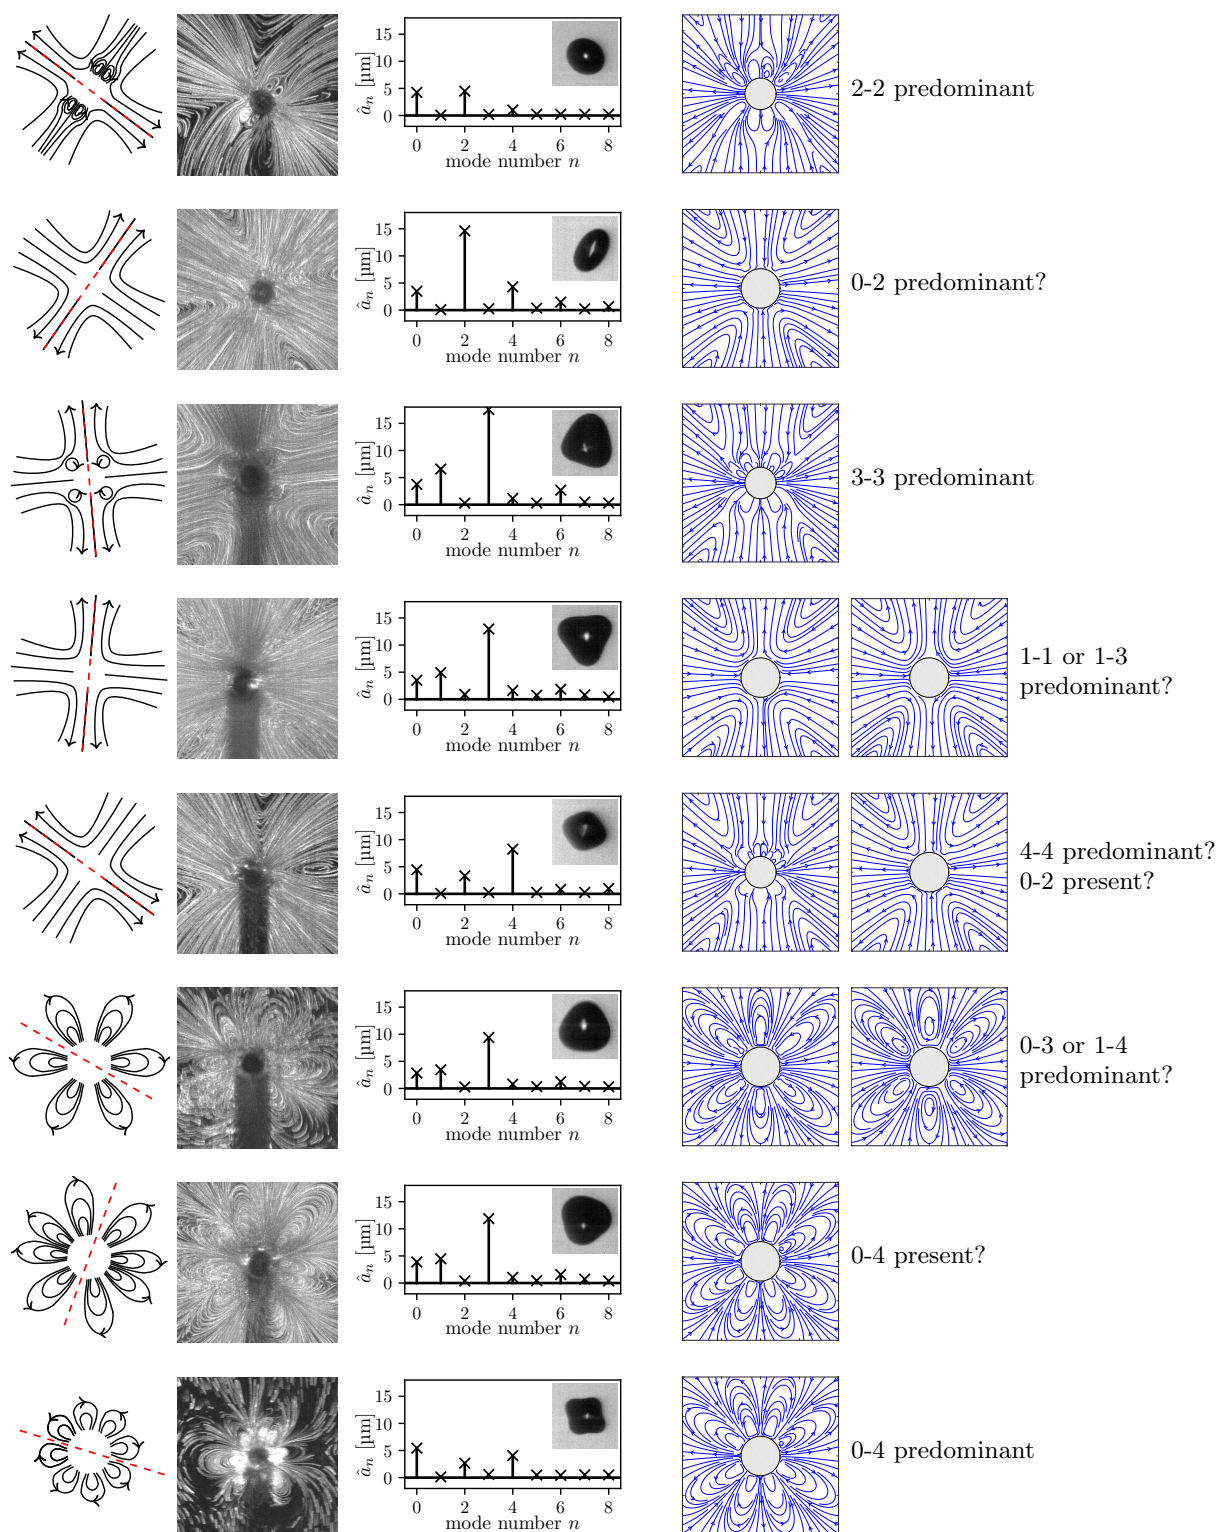 15
10
5
0
â_n [µm]
0 2 4 6 8
mode number n
2-2 predominant
15
10
5
0
â_n [µm]
0 2 4 6 8
mode number n
0-2 predominant?
15
10
5
0
â_n [µm]
0 2 4 6 8
mode number n
3-3 predominant
15
10
5
0
â_n [µm]
0 2 4 6 8
mode number n
1-1 or 1-3
predominant?
15
10
5
0
â_n [µm]
0 2 4 6 8
mode number n
4-4 predominant?
0-2 present?
15
10
5
0
â_n [µm]
0 2 4 6 8
mode number n
0-3 or 1-4
predominant?
15
10
5
0
â_n [µm]
0 2 4 6 8
mode number n
0-4 present?
15
10
5
0
â_n [µm]
0 2 4 6 8
mode number n
0-4 predominant